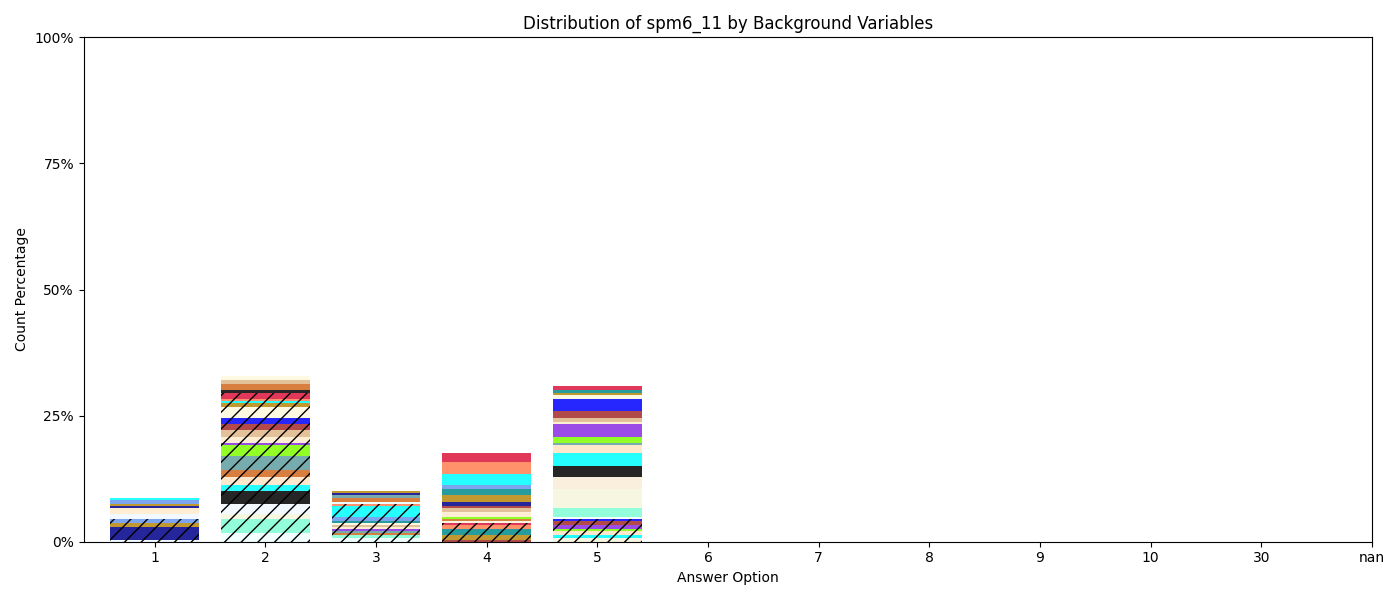 Distribution of spm6_11 by Background Variables
100%
75%
50%
25%
0%
Count Percentage
1 2 3 4 5 6 7 8 9 10 30 nan
Answer Option